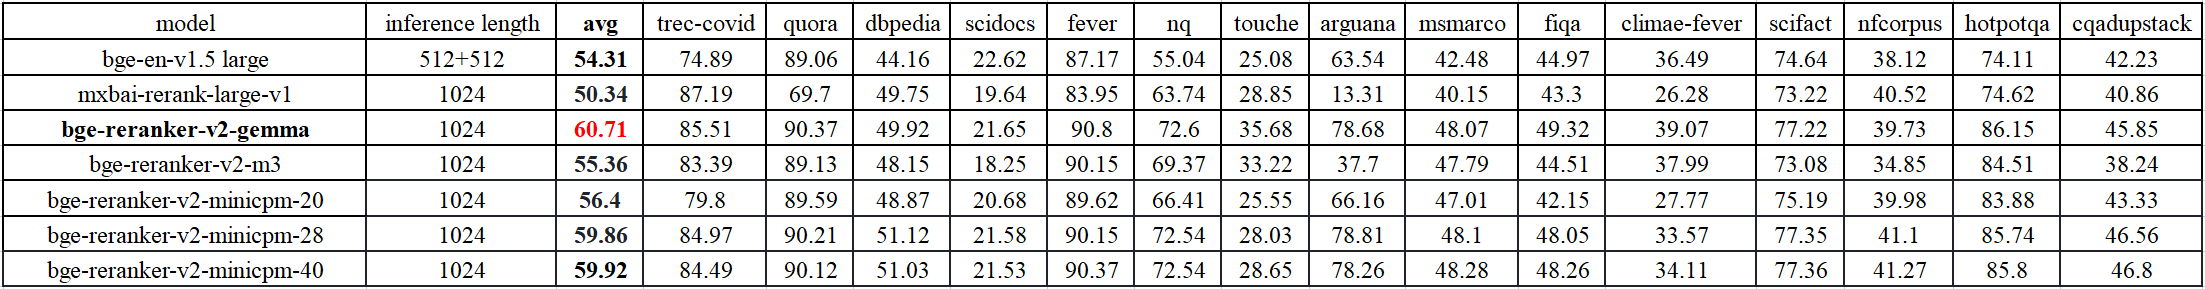 model inference length avg trec-covid quora dbpedia scidocs fever nq touche arguana msmarco fiqa climae-fever scifact nfcorpus hotpotqa cqadupstack
bge-en-v1.5 large 512+512 54.31 74.89 89.06 44.16 22.62 87.17 55.04 25.08 63.54 42.48 44.97 36.49 74.64 38.12 74.11 42.23
mxbai-rerank-large-v1 1024 50.34 87.19 69.7 49.75 19.64 83.95 63.74 28.85 13.31 40.15 43.3 26.28 73.22 40.52 74.62 40.86
bge-reranker-v2-gemma 1024 60.71 85.51 90.37 49.92 21.65 90.8 72.6 35.68 78.68 48.07 49.32 39.07 77.22 39.73 86.15 45.85
bge-reranker-v2-m3 1024 55.36 83.39 89.13 48.15 18.25 90.15 69.37 33.22 37.7 47.79 44.51 37.99 73.08 34.85 84.51 38.24
bge-reranker-v2-minicpm-20 1024 56.4 79.8 89.59 48.87 20.68 89.62 66.41 25.55 66.16 47.01 42.15 27.77 75.19 39.98 83.88 43.33
bge-reranker-v2-minicpm-28 1024 59.86 84.97 90.21 51.12 21.58 90.15 72.54 28.03 78.81 48.1 48.05 33.57 77.35 41.1 85.74 46.56
bge-reranker-v2-minicpm-40 1024 59.92 84.49 90.12 51.03 21.53 90.37 72.54 28.65 78.26 48.28 48.26 34.11 77.36 41.27 85.8 46.8